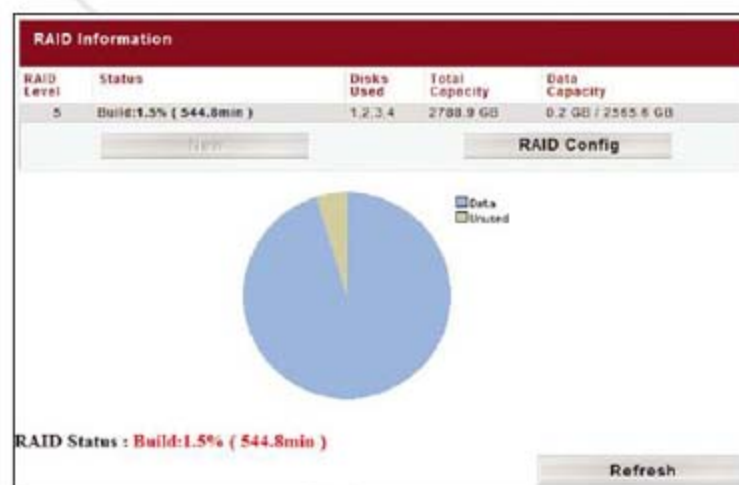 RAID Information
RAID Level Status Disks Used Total Capacity Data Capacity
5 Build:1.5% ( 544.8min ) 1,2,3,4 2788.9 GB 0.2 GB / 2565.6 GB
New RAID Config
Data
Unused
RAID Status : Build:1.5% ( 544.8min )
Refresh